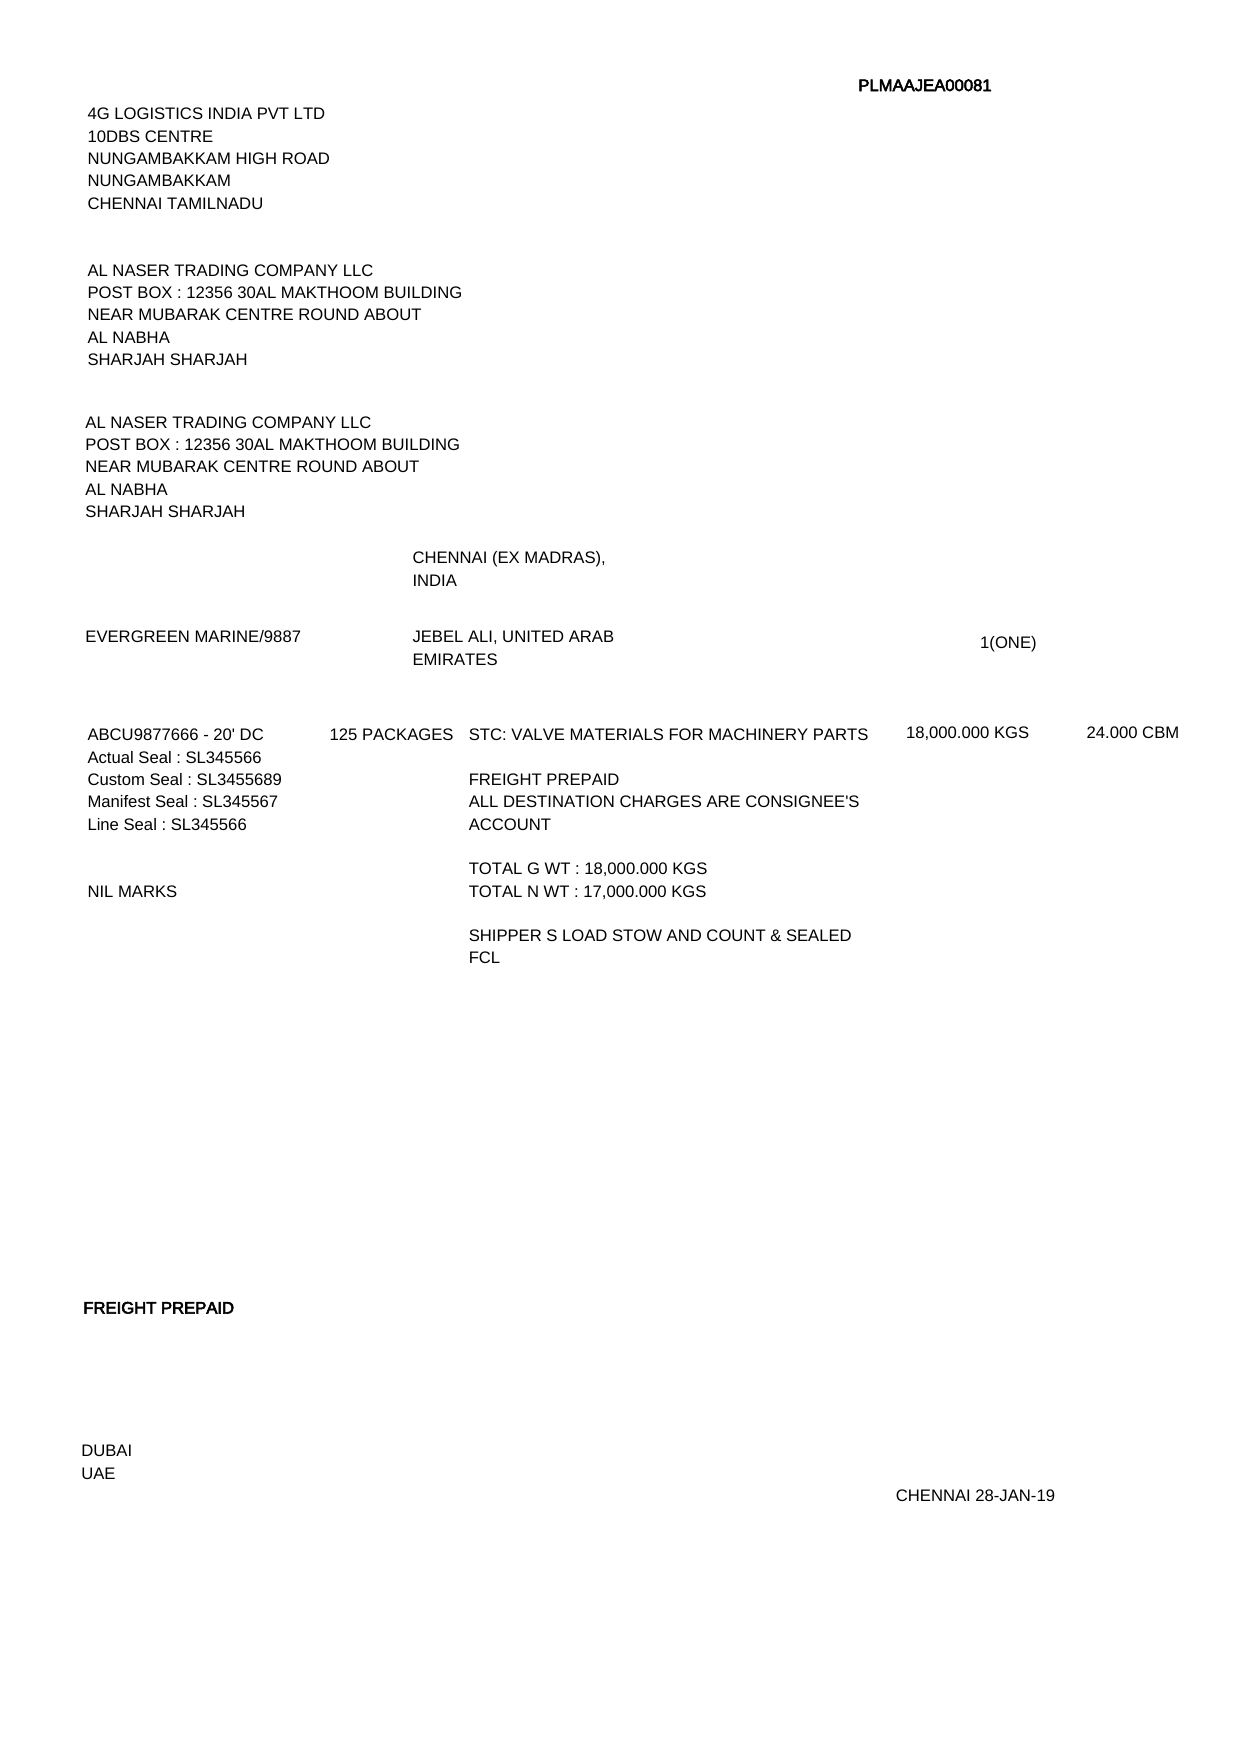 PLMAAJEA00081
4G LOGISTICS INDIA PVT LTD
10DBS CENTRE
NUNGAMBAKKAM HIGH ROAD
NUNGAMBAKKAM
CHENNAI TAMILNADU
AL NASER TRADING COMPANY LLC
POST BOX : 12356 30AL MAKTHOOM BUILDING
NEAR MUBARAK CENTRE ROUND ABOUT
AL NABHA
SHARJAH SHARJAH
AL NASER TRADING COMPANY LLC
POST BOX : 12356 30AL MAKTHOOM BUILDING
NEAR MUBARAK CENTRE ROUND ABOUT
AL NABHA
SHARJAH SHARJAH
CHENNAI (EX MADRAS),
INDIA
EVERGREEN MARINE/9887 JEBEL ALI, UNITED ARAB 1(ONE)
EMIRATES
ABCU9877666 - 20' DC 125 PACKAGES STC: VALVE MATERIALS FOR MACHINERY PARTS 18,000.000 KGS 24.000 CBM
Actual Seal : SL345566
Custom Seal : SL3455689 FREIGHT PREPAID
Manifest Seal : SL345567 ALL DESTINATION CHARGES ARE CONSIGNEE'S
Line Seal : SL345566 ACCOUNT
TOTAL G WT : 18,000.000 KGS
NIL MARKS TOTAL N WT : 17,000.000 KGS
SHIPPER S LOAD STOW AND COUNT & SEALED
FCL
FREIGHT PREPAID
DUBAI
UAE
CHENNAI 28-JAN-19